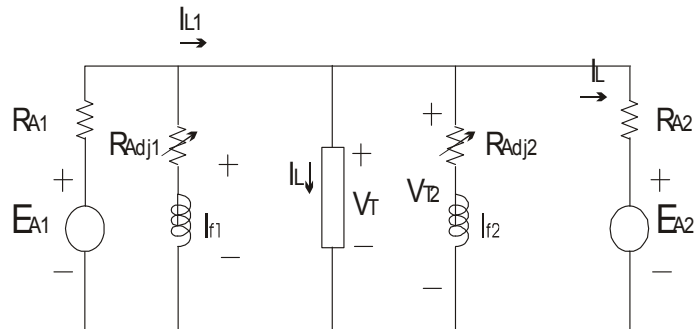 IL1
IL
RA1
RAdj1
+
+
RAdj2
RA2
+
+
IL
+
VT
VT2
+
EA1
If1
If2
EA2
−
−
−
−
−